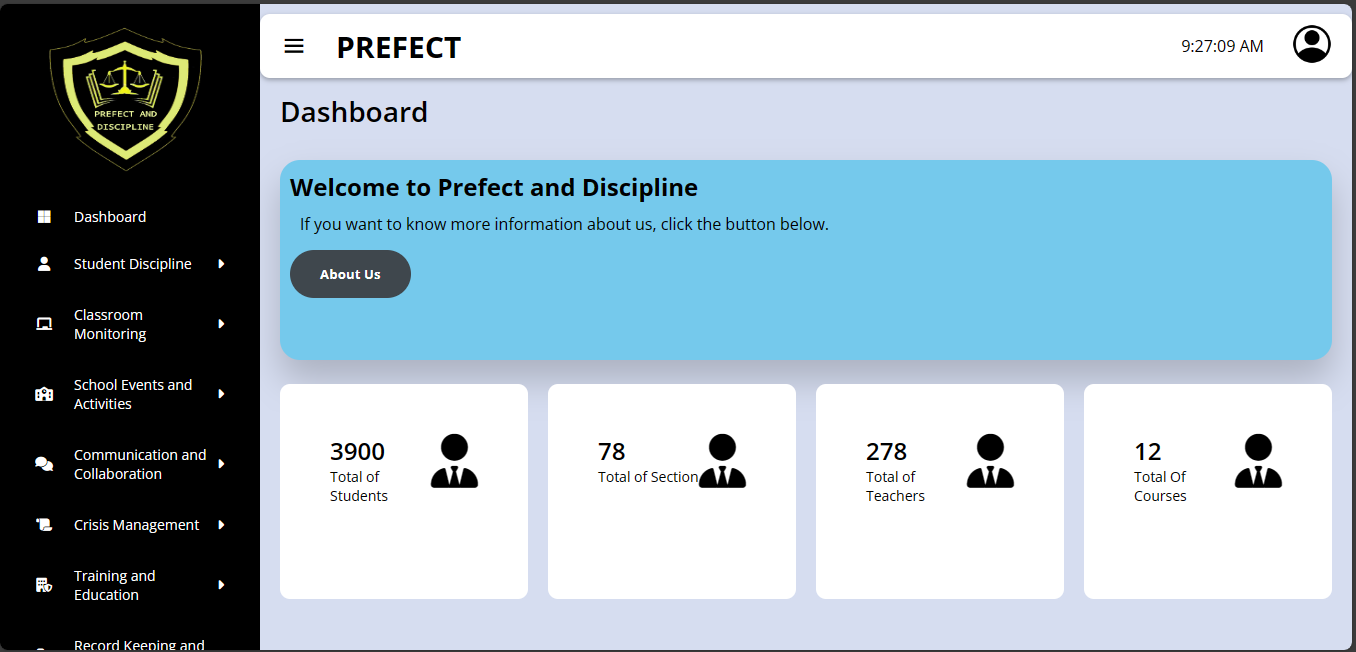 PREFECT AND
DISCIPLINE
Dashboard
Student Discipline
Classroom
Monitoring
School Events and
Activities
Communication and
Collaboration
Crisis Management
Training and
Education
Record Keeping and
PREFECT
9:27:09 AM
Dashboard
Welcome to Prefect and Discipline
If you want to know more information about us, click the button below.
About Us
3900
Total of
Students
78
Total of Section
278
Total of
Teachers
12
Total Of
Courses